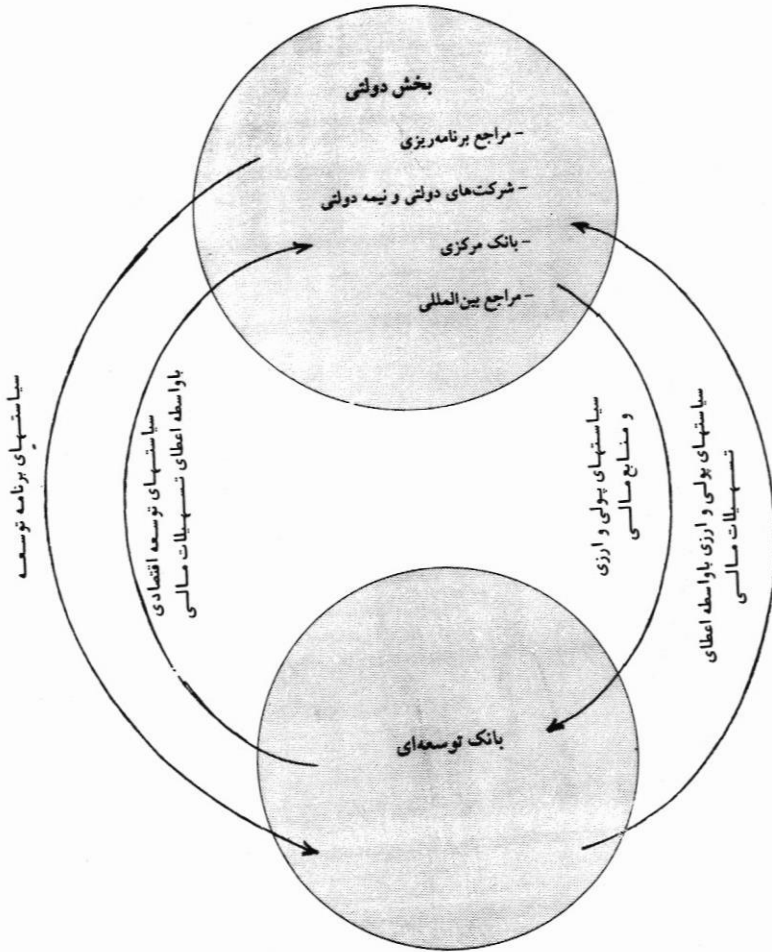 بخش دولتی
- مراجع برنامه‌ریزی
- شرکت‌های دولتی و نیمه دولتی
- بانک مرکزی
- مراجع بین‌المللی
سیاستهای پولی و ارزی باواسطه اعطای
تسهیلات مالی
سیاستهای پولی و ارزی
و منابع مالی
سیاستهای توسعه اقتصادی
باواسطه اعطای تسهیلات مالی
سیاستهای برنامه توسعه
بانک توسعه‌ای